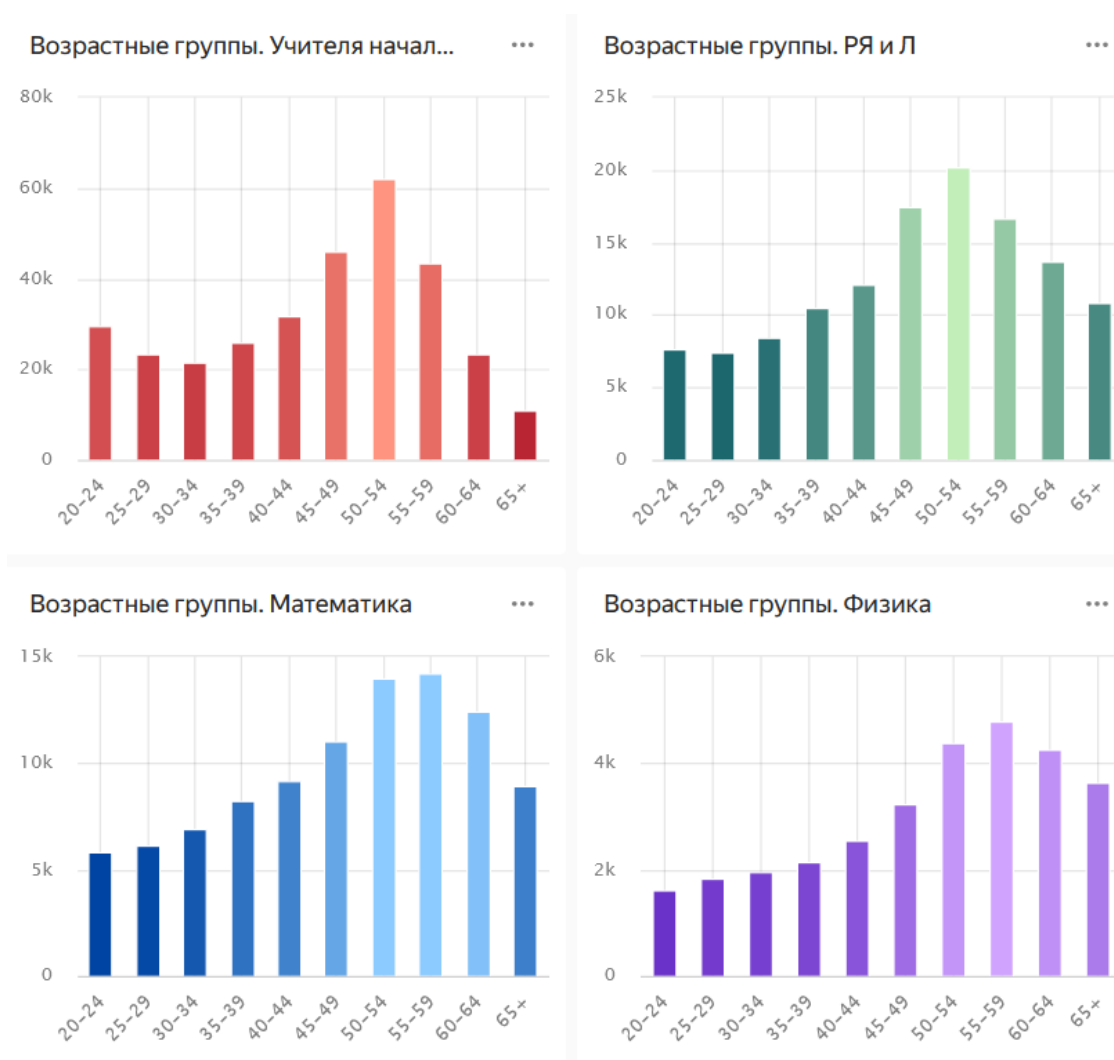 Возрастные группы. Учителя начал...
80k
60k
40k
20k
0
20–24 25–29 30–34 35–39 40–44 45–49 50–54 55–59 60–64 65+
Возрастные группы. РЯ и Л
25k
20k
15k
10k
5k
0
20–24 25–29 30–34 35–39 40–44 45–49 50–54 55–59 60–64 65+
Возрастные группы. Математика
15k
10k
5k
0
20–24 25–29 30–34 35–39 40–44 45–49 50–54 55–59 60–64 65+
Возрастные группы. Физика
6k
4k
2k
0
20–24 25–29 30–34 35–39 40–44 45–49 50–54 55–59 60–64 65+